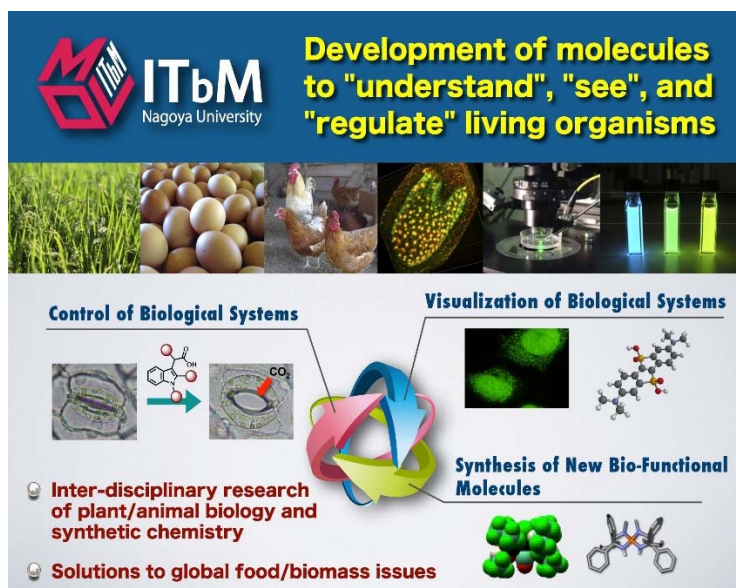 ITbM
ITbM
Nagoya University
Development of molecules
to "understand", "see", and
"regulate" living organisms
Control of Biological Systems
Visualization of Biological Systems
O
OH
N
CO2
Synthesis of New Bio-Functional
Molecules
Inter-disciplinary research
of plant/animal biology and
synthetic chemistry
Solutions to global food/biomass issues